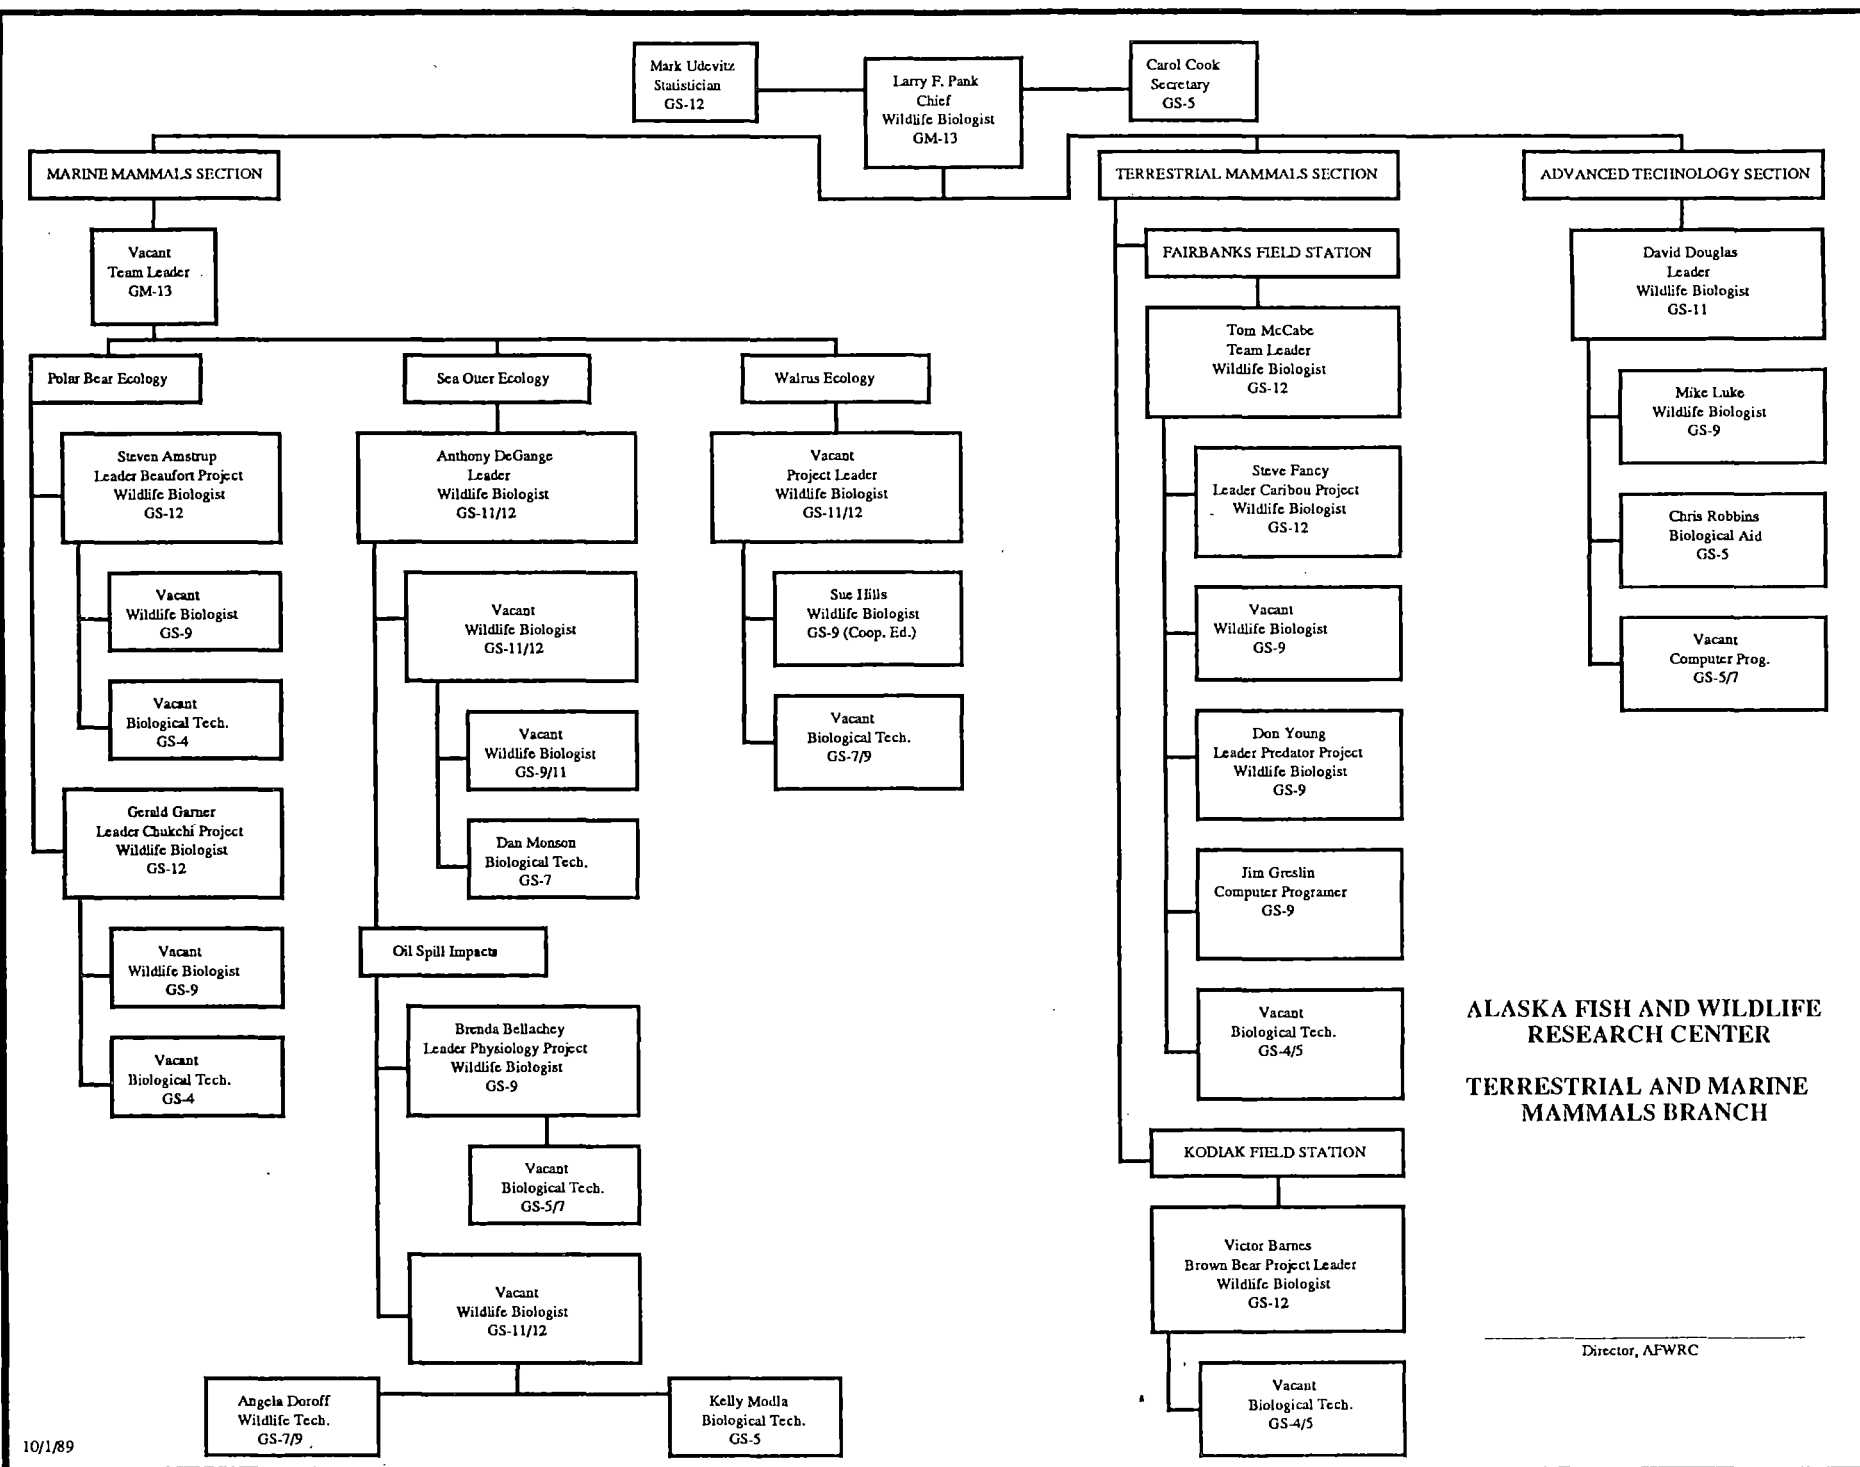 Mark Udevitz
Statistician
GS-12
Larry F. Pank
Chief
Wildlife Biologist
GM-13
Carol Cook
Secretary
GS-5
MARINE MAMMALS SECTION
TERRESTRIAL MAMMALS SECTION
ADVANCED TECHNOLOGY SECTION
Vacant
Team Leader
GM-13
Polar Bear Ecology
Sea Otter Ecology
Walrus Ecology
Steven Amstrup
Leader Beaufort Project
Wildlife Biologist
GS-12
Vacant
Wildlife Biologist
GS-9
Vacant
Biological Tech.
GS-4
Gerald Garner
Leader Chukchi Project
Wildlife Biologist
GS-12
Vacant
Wildlife Biologist
GS-9
Vacant
Biological Tech.
GS-4
Anthony DeGange
Leader
Wildlife Biologist
GS-11/12
Vacant
Wildlife Biologist
GS-11/12
Vacant
Wildlife Biologist
GS-9/11
Dan Monson
Biological Tech.
GS-7
Oil Spill Impacts
Brenda Bellachey
Leader Physiology Project
Wildlife Biologist
GS-9
Vacant
Biological Tech.
GS-5/7
Vacant
Wildlife Biologist
GS-11/12
Angela Doroff
Wildlife Tech.
GS-7/9
Kelly Modla
Biological Tech.
GS-5
Vacant
Project Leader
Wildlife Biologist
GS-11/12
Sue Hills
Wildlife Biologist
GS-9 (Coop. Ed.)
Vacant
Biological Tech.
GS-7/9
FAIRBANKS FIELD STATION
Tom McCabe
Team Leader
Wildlife Biologist
GS-12
Steve Fancy
Leader Caribou Project
Wildlife Biologist
GS-12
Vacant
Wildlife Biologist
GS-9
Don Young
Leader Predator Project
Wildlife Biologist
GS-9
Jim Greslin
Computer Programer
GS-9
Vacant
Biological Tech.
GS-4/5
KODIAK FIELD STATION
Victor Barnes
Brown Bear Project Leader
Wildlife Biologist
GS-12
Vacant
Biological Tech.
GS-4/5
David Douglas
Leader
Wildlife Biologist
GS-11
Mike Luke
Wildlife Biologist
GS-9
Chris Robbins
Biological Aid
GS-5
Vacant
Computer Prog.
GS-5/7
ALASKA FISH AND WILDLIFE
RESEARCH CENTER
TERRESTRIAL AND MARINE
MAMMALS BRANCH
Director, AFWRC
10/1/89